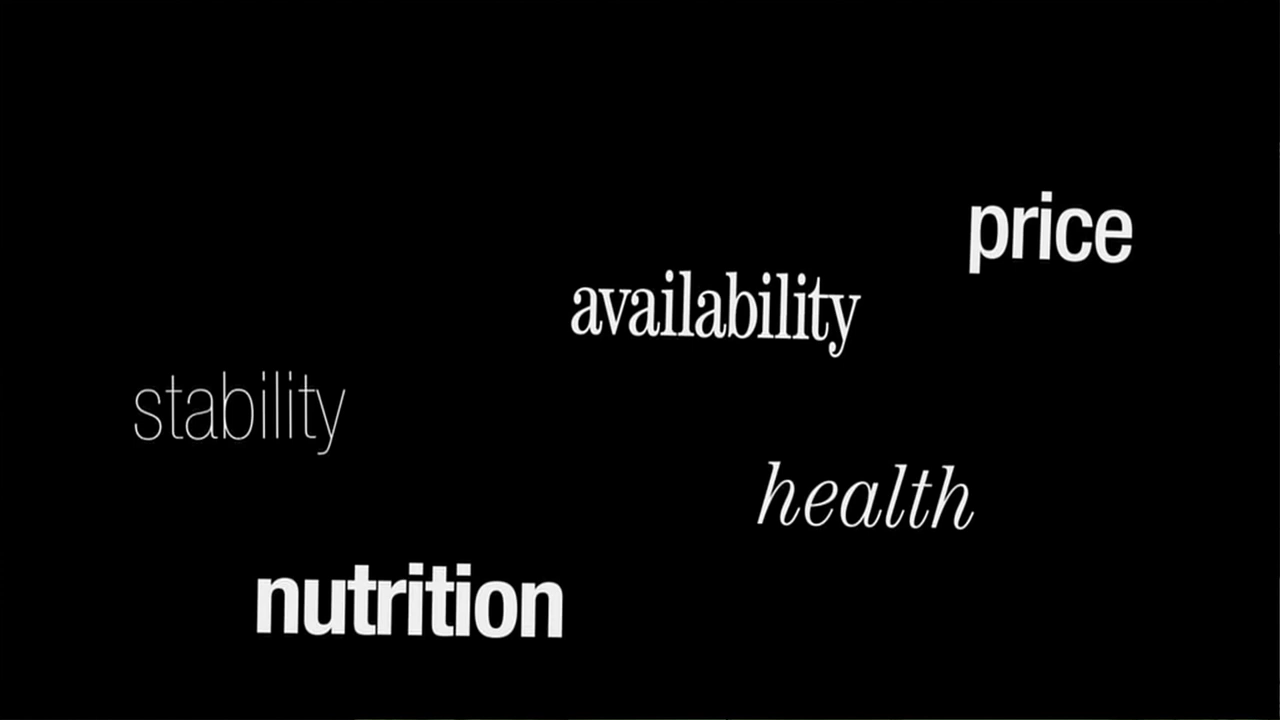 price
availability
stability
health
nutrition